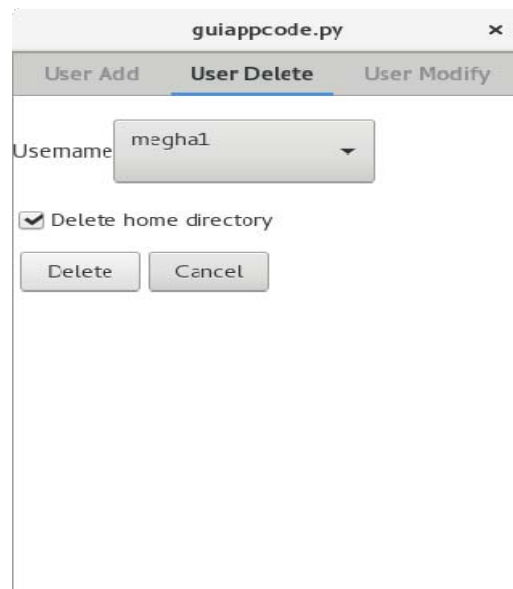 guiappcode.py ×
User Add User Delete User Modify
Username megha1
Delete home directory
Delete Cancel